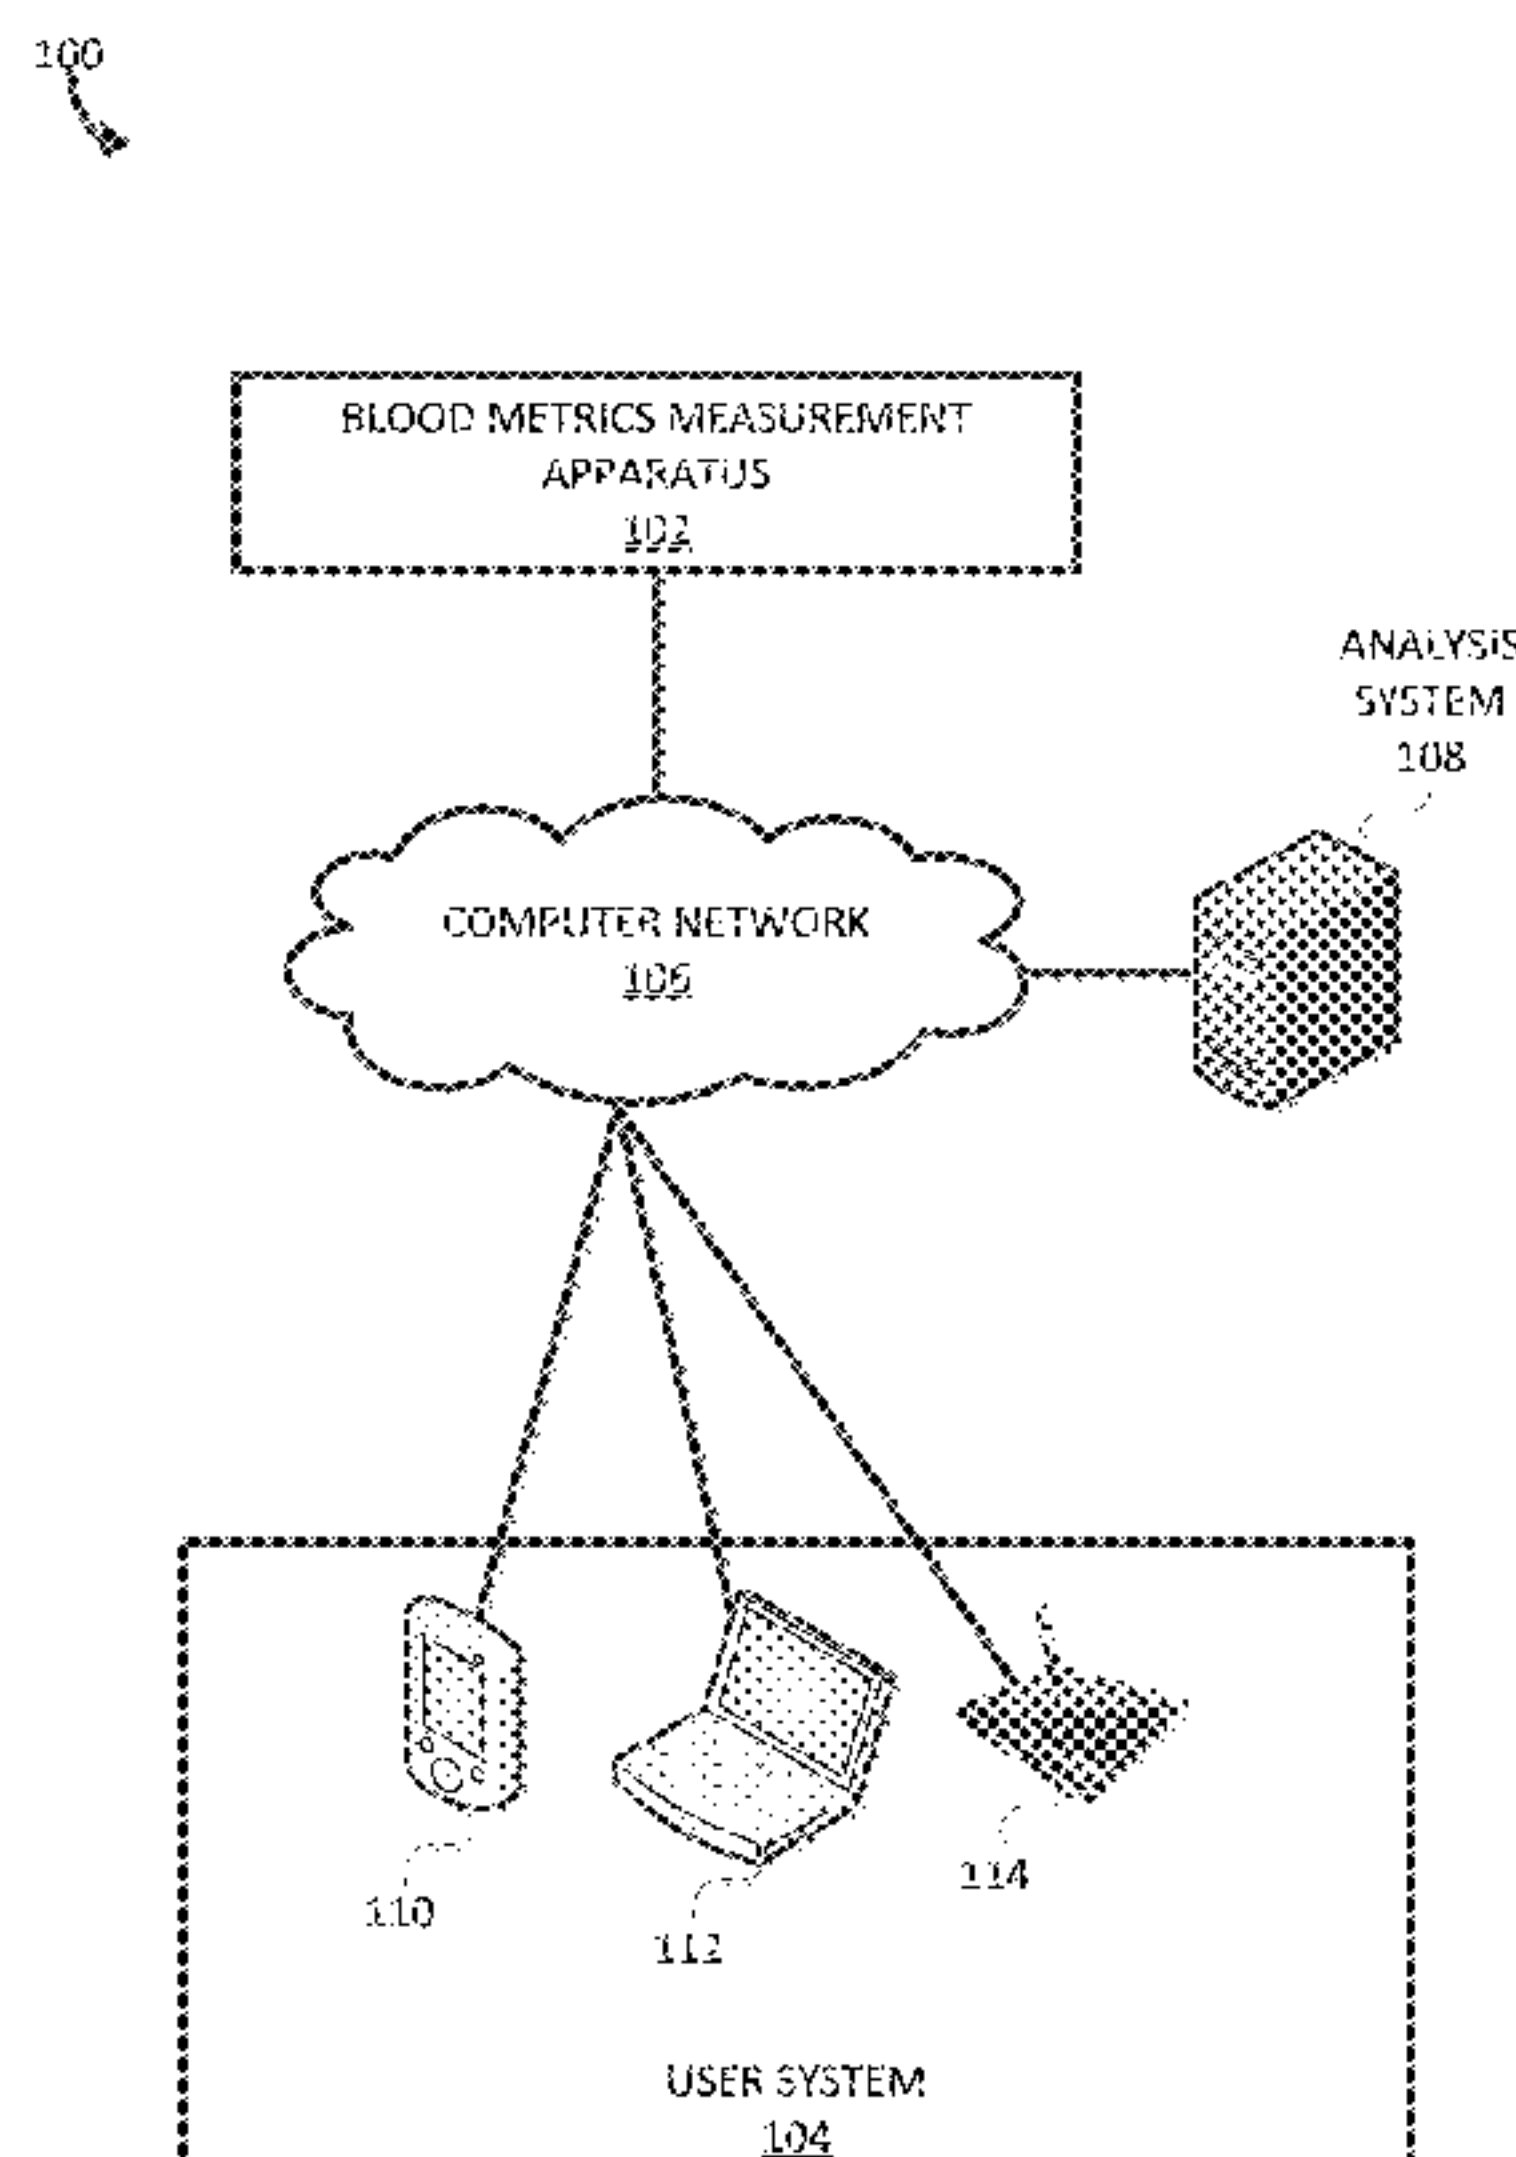 100
BLOOD METRICS MEASUREMENT
APPARATUS
102
ANALYSIS
SYSTEM
108
COMPUTER NETWORK
106
110
112
114
USER SYSTEM
104